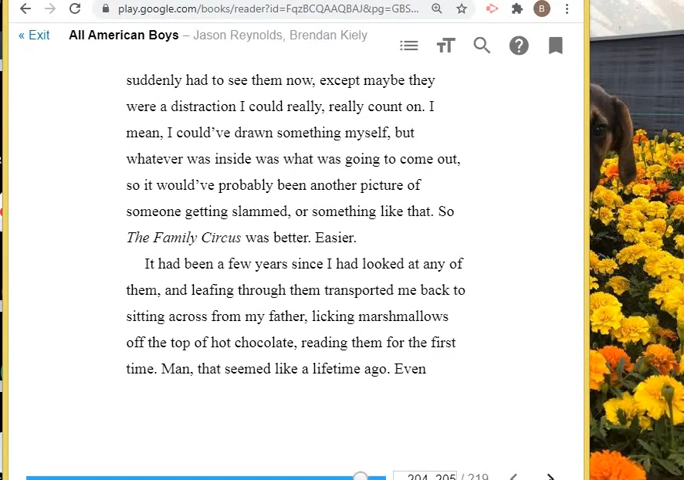 play.google.com/books/reader?id=FqzBCQAAQBAJ&pg=GBS...
B
« Exit All American Boys – Jason Reynolds, Brendan Kiely
suddenly had to see them now, except maybe they
were a distraction I could really, really count on. I
mean, I could’ve drawn something myself, but
whatever was inside was what was going to come out,
so it would’ve probably been another picture of
someone getting slammed, or something like that. So
The Family Circus was better. Easier.
It had been a few years since I had looked at any of
them, and leafing through them transported me back to
sitting across from my father, licking marshmallows
off the top of hot chocolate, reading them for the first
time. Man, that seemed like a lifetime ago. Even
204-205 / 219